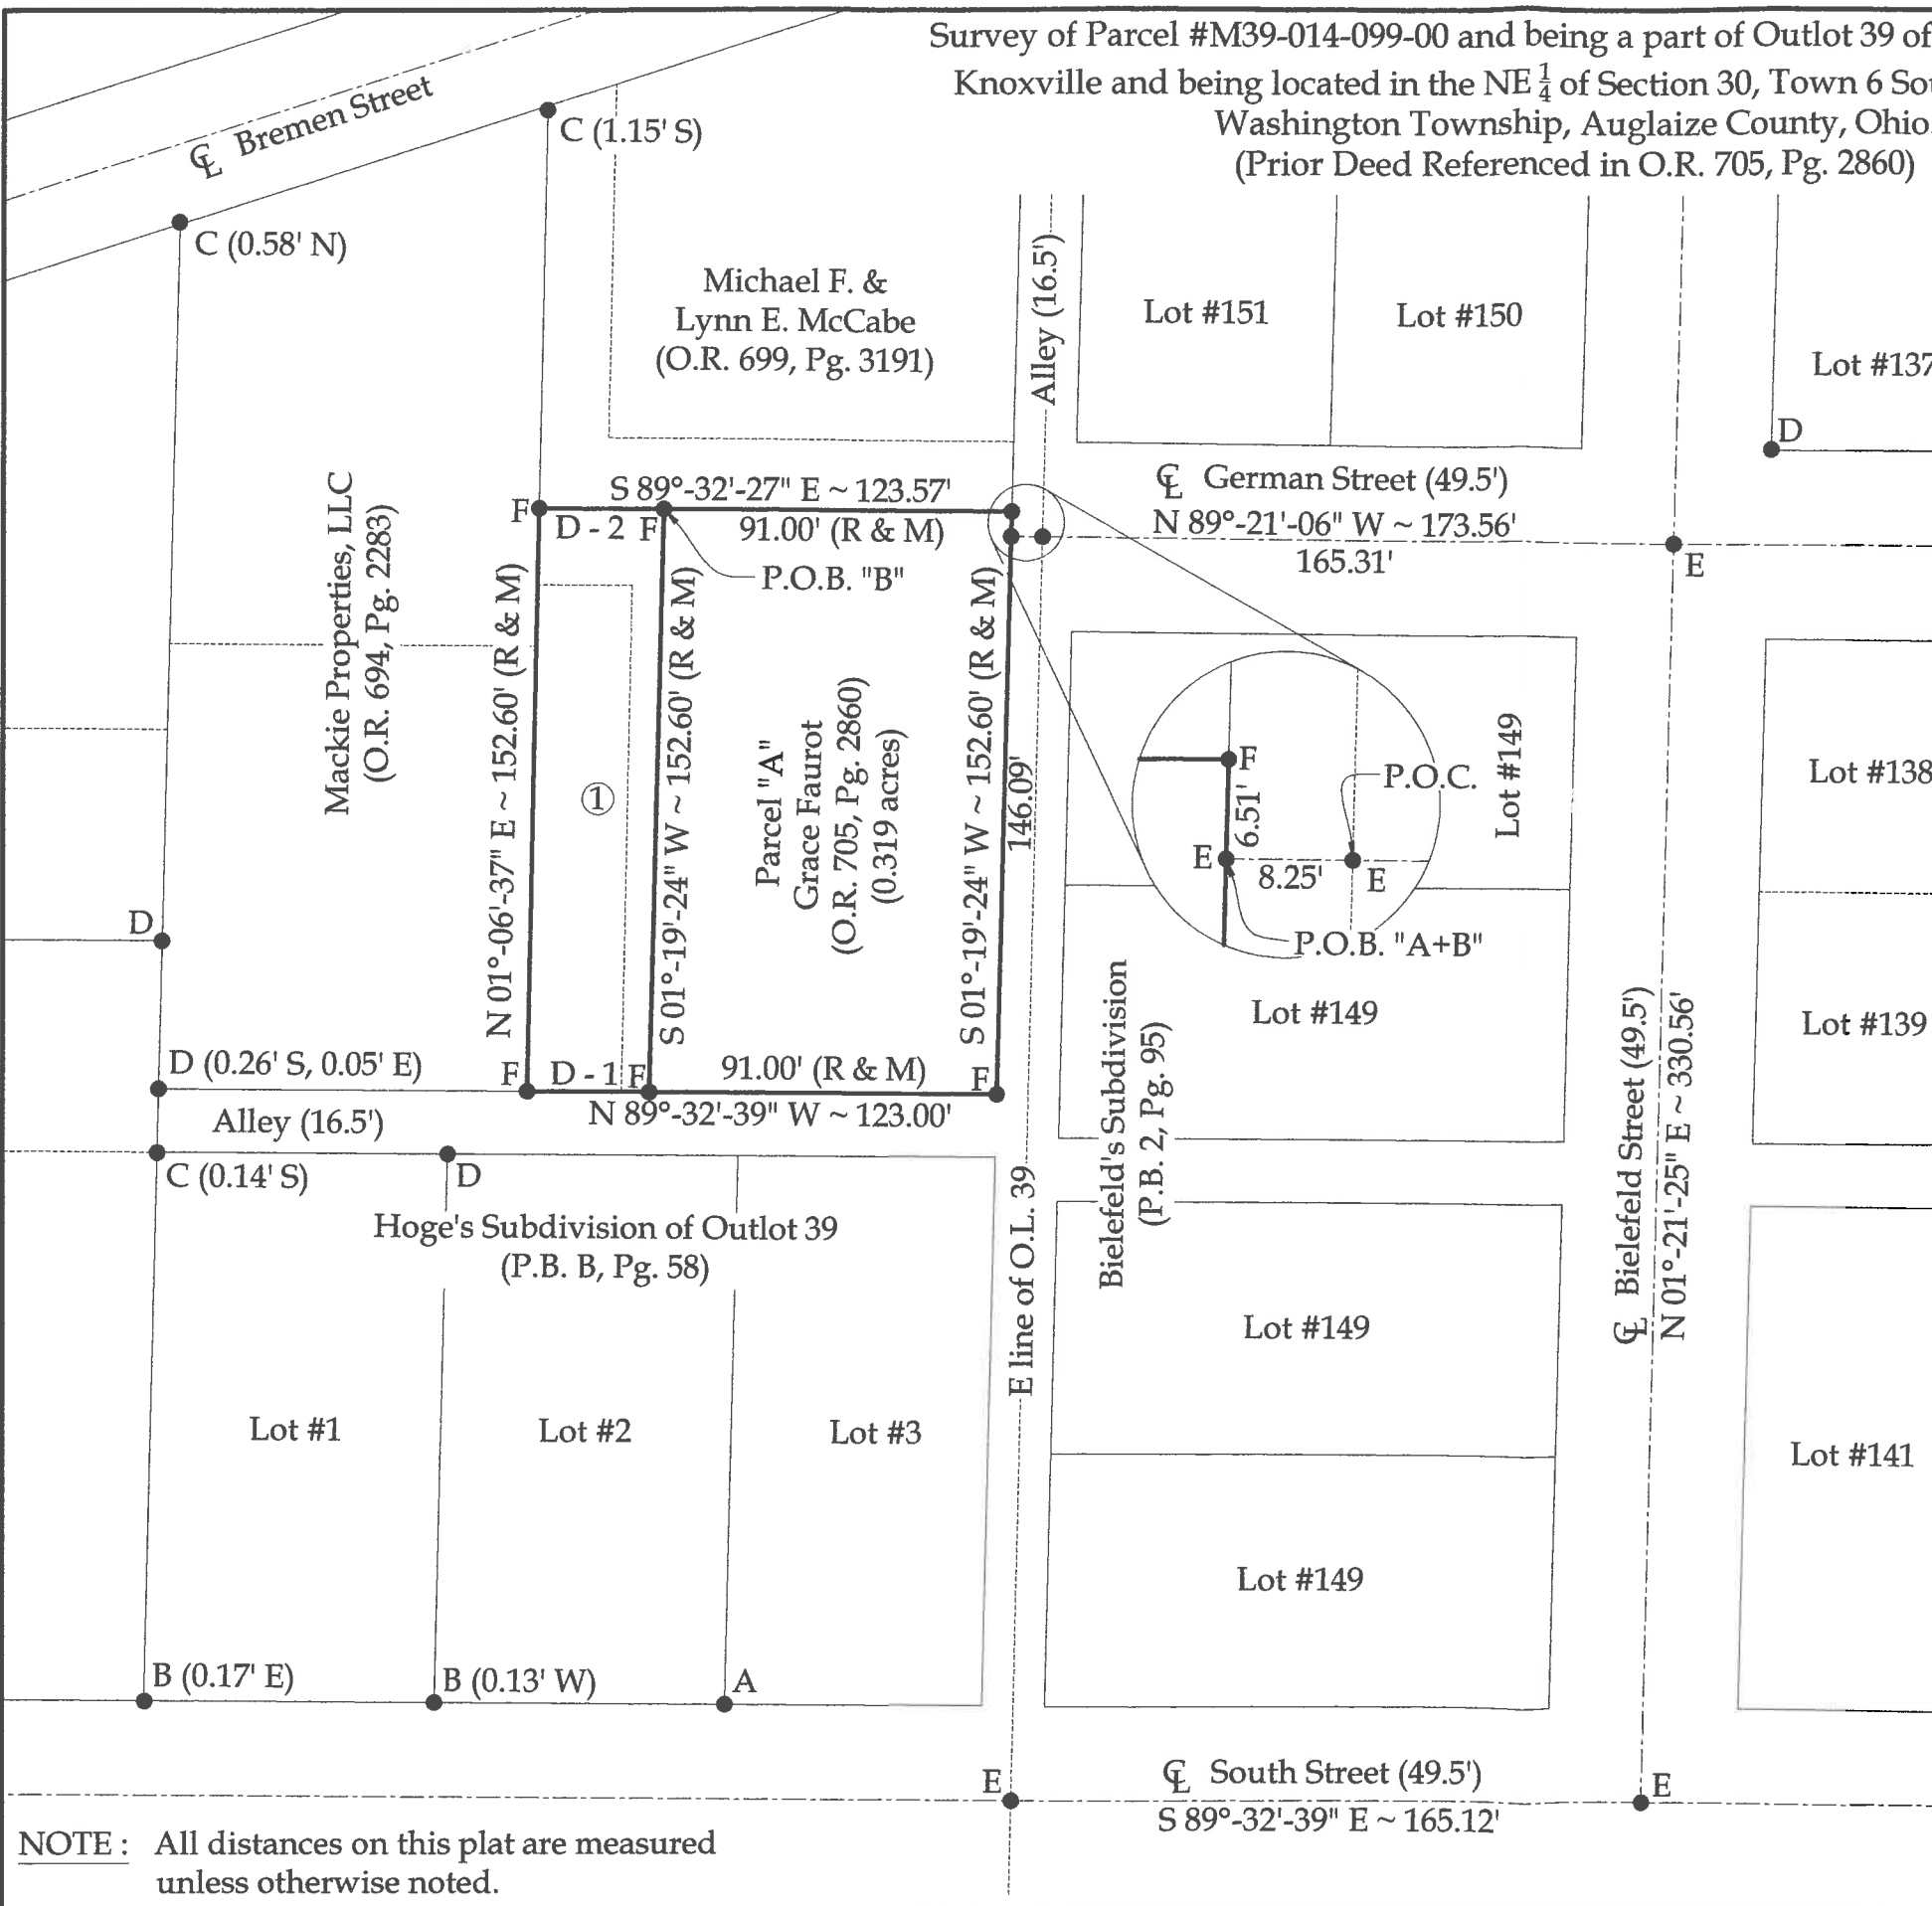 Survey of Parcel #M39-014-099-00 and being a part of Outlot 39 of
Knoxville and being located in the NE 1/4 of Section 30, Town 6 So
Washington Township, Auglaize County, Ohio
(Prior Deed Referenced in O.R. 705, Pg. 2860)
℄ Bremen Street
C (1.15' S)
C (0.58' N)
Michael F. &
Lynn E. McCabe
(O.R. 699, Pg. 3191)
Alley (16.5')
Lot #151
Lot #150
Lot #137
D
S 89°-32'-27" E ~ 123.57'
F
D - 2
F
91.00' (R & M)
P.O.B. "B"
℄ German Street (49.5')
N 89°-21'-06" W ~ 173.56'
165.31'
E
Mackie Properties, LLC
(O.R. 694, Pg. 2283)
N 01°-06'-37" E ~ 152.60' (R & M)
①
S 01°-19'-24" W ~ 152.60' (R & M)
Parcel "A"
Grace Faurot
(O.R. 705, Pg. 2860)
(0.319 acres)
S 01°-19'-24" W ~ 152.60' (R & M)
146.09'
F
6.51'
E
8.25'
E
P.O.C.
P.O.B. "A+B"
Lot #149
Lot #138
D
Lot #149
Lot #139
Bielefeld's Subdivision
(P.B. 2, Pg. 95)
℄ Bielefeld Street (49.5')
N 01°-21'-25" E ~ 330.56'
D (0.26' S, 0.05' E)
F
D - 1
F
91.00' (R & M)
F
N 89°-32'-39" W ~ 123.00'
Alley (16.5')
C (0.14' S)
D
Hoge's Subdivision of Outlot 39
(P.B. B, Pg. 58)
E line of O.L. 39
Lot #149
Lot #1
Lot #2
Lot #3
Lot #141
Lot #149
B (0.17' E)
B (0.13' W)
A
E
℄ South Street (49.5')
S 89°-32'-39" E ~ 165.12'
E
NOTE : All distances on this plat are measured
unless otherwise noted.